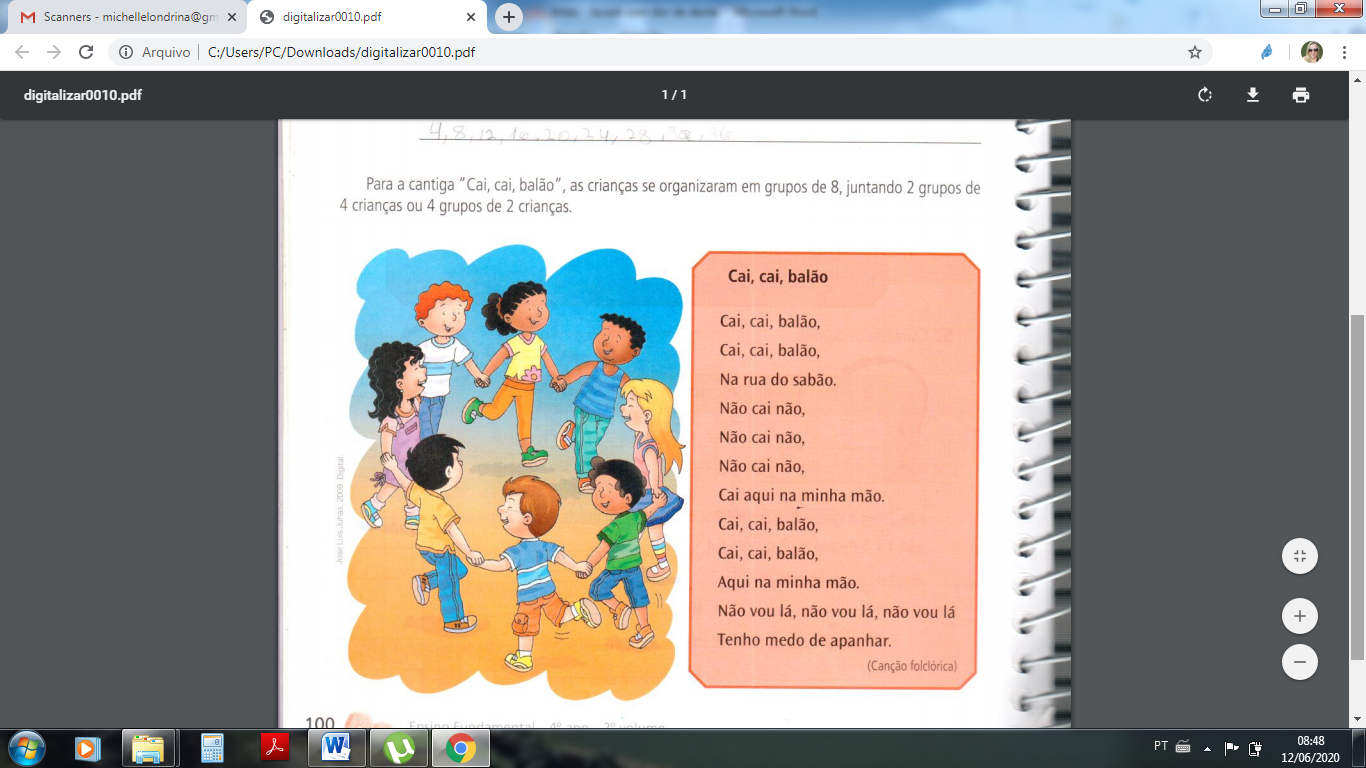 Scanners - michellelondrina@gm
digitalizar0010.pdf
Arquivo
C:/Users/PC/Downloads/digitalizar0010.pdf
digitalizar0010.pdf
1 / 1
4, 8, 12, 16, 20, 24, 28, 32, 36
Para a cantiga "Cai, cai, balão", as crianças se organizaram em grupos de 8, juntando 2 grupos de
4 crianças ou 4 grupos de 2 crianças.
Cai, cai, balão
Cai, cai, balão,
Cai, cai, balão,
Na rua do sabão.
Não cai não,
Não cai não,
Não cai não,
Cai aqui na minha mão.
Cai, cai, balão,
Cai, cai, balão,
Aqui na minha mão.
Não vou lá, não vou lá, não vou lá
Tenho medo de apanhar.
(Canção folclórica)
José Luis Juhas. 2009. Digital.
100
Ensino Fundamental - 4º ano - 2º volume
PT
08:48
12/06/2020